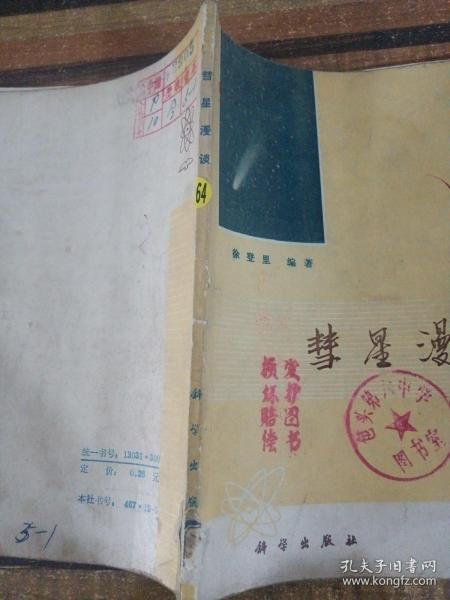 彗星漫谈
64
科学出版社
徐登里 编著
彗星漫
爱护图书
损坏赔偿
图书室
科学出版社
统一书号：13031·
定价： 0.28 元
本社书号：467·
5-1
孔夫子旧书网
www.kongfz.com